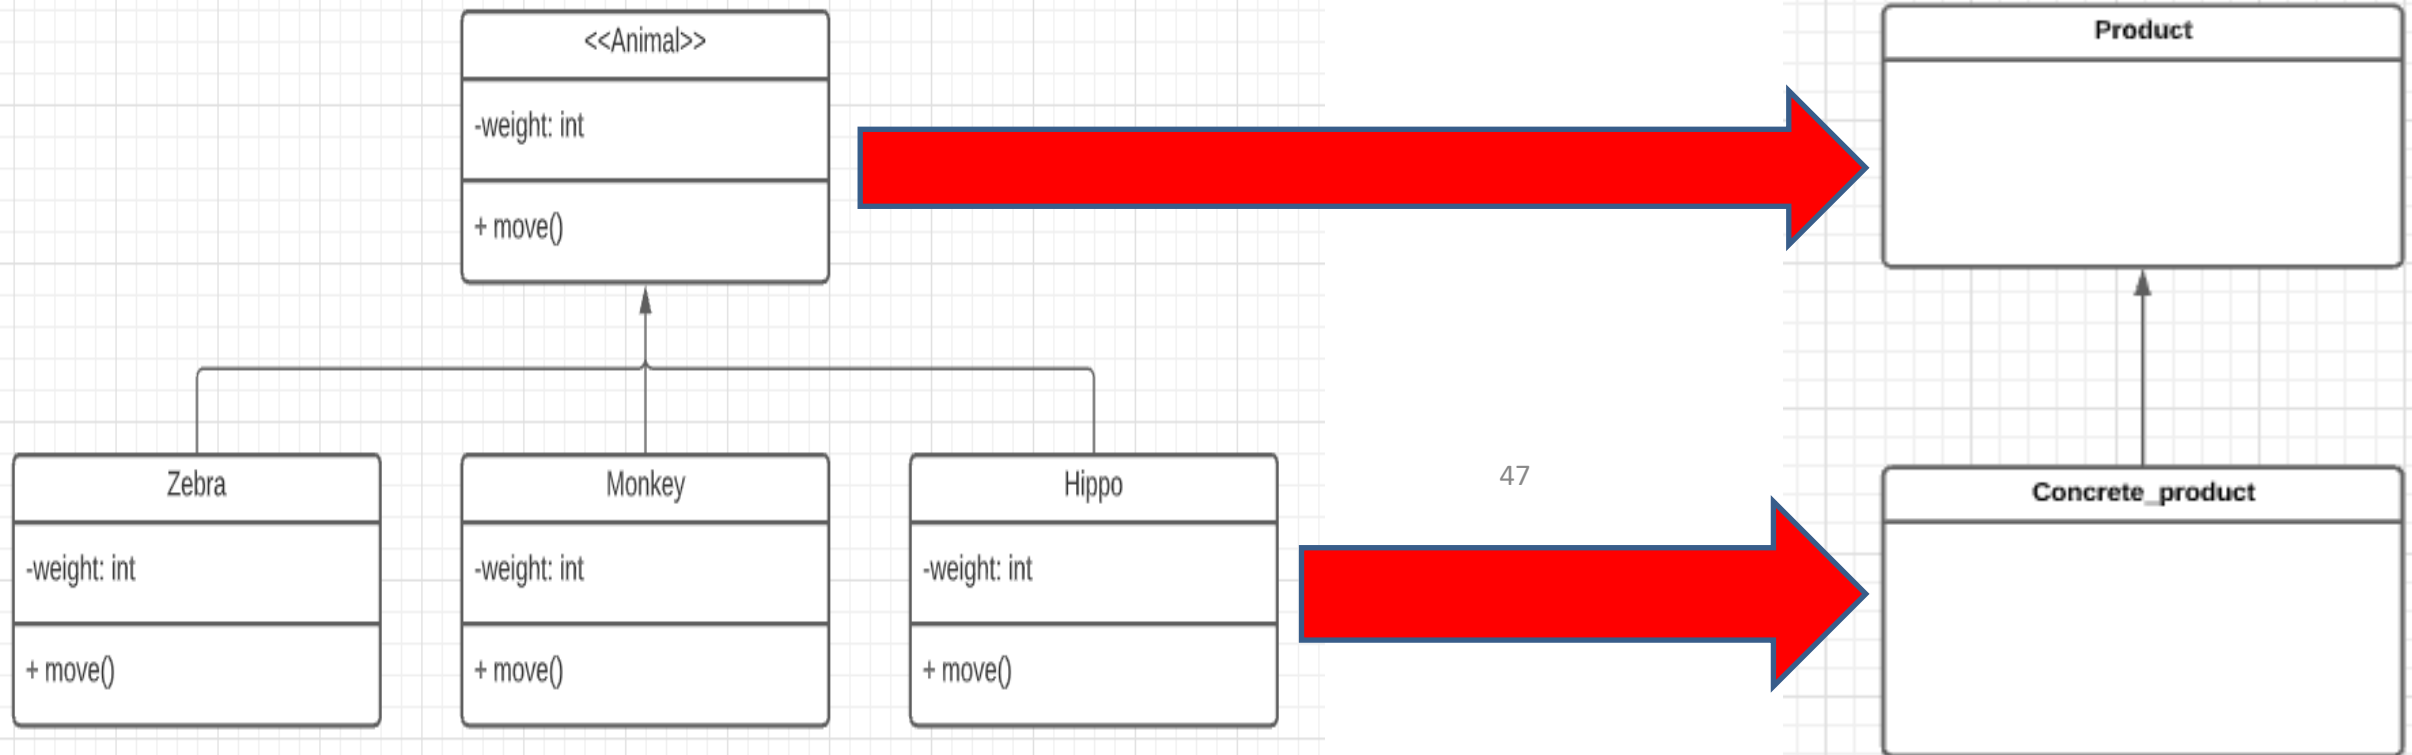 <<Animal>>
-weight: int
+ move()
Zebra
-weight: int
+ move()
Monkey
-weight: int
+ move()
Hippo
-weight: int
+ move()
47
Product
Concrete_product